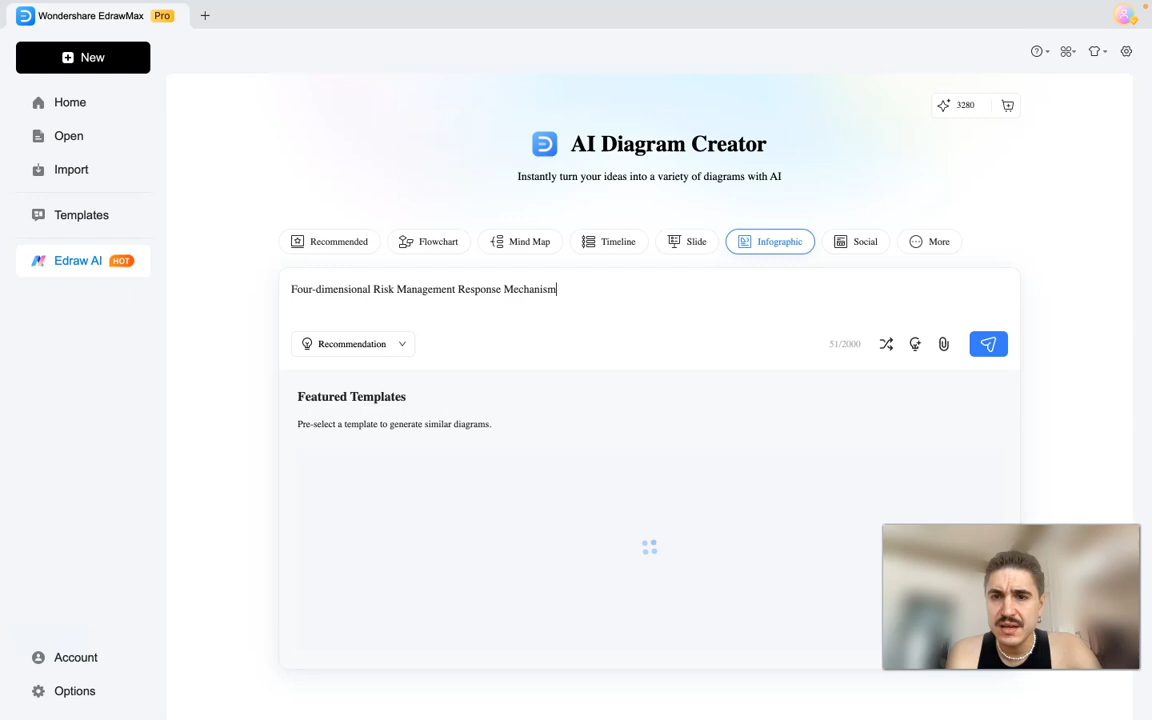 Wondershare EdrawMax Pro
New
Home
Open
Import
Templates
Edraw AI HOT
Account
Options
3280
AI Diagram Creator
Instantly turn your ideas into a variety of diagrams with AI
Recommended Flowchart Mind Map Timeline Slide Infographic Social More
Four-dimensional Risk Management Response Mechanism
Recommendation 51/2000
Featured Templates
Pre-select a template to generate similar diagrams.